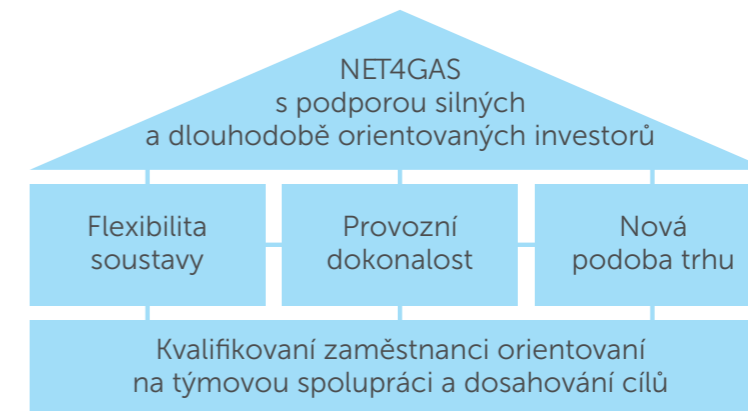 NET4GAS
s podporou silných
a dlouhodobě orientovaných investorů
Flexibilita
soustavy
Provozní
dokonalost
Nová
podoba trhu
Kvalifikovaní zaměstnanci orientovaní
na týmovou spolupráci a dosahování cílů